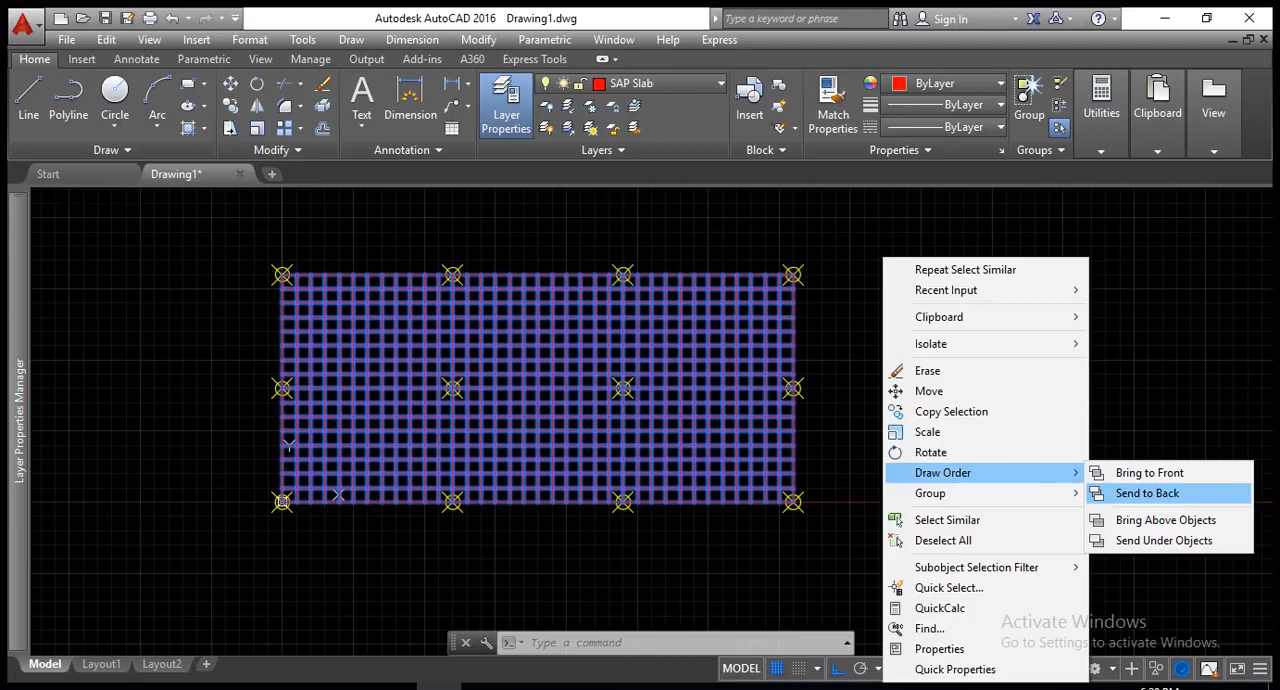 Autodesk AutoCAD 2016 Drawing1.dwg
Type a keyword or phrase
Sign In
File Edit View Insert Format Tools Draw Dimension Modify Parametric Window Help Express
Home Insert Annotate Parametric View Manage Output Add-ins A360 Express Tools
SAP Slab
ByLayer
ByLayer
ByLayer
Line Polyline Circle Arc
Text Dimension
Layer Properties
Insert
Match Properties
Group
Utilities
Clipboard
View
Draw Modify Annotation Layers Block Properties Groups
Start Drawing1*
Layer Properties Manager
Y
X
Repeat Select Similar
Recent Input
Clipboard
Isolate
Erase
Move
Copy Selection
Scale
Rotate
Draw Order
Group
Select Similar
Deselect All
Subobject Selection Filter
Quick Select...
QuickCalc
Find...
Properties
Quick Properties
Bring to Front
Send to Back
Bring Above Objects
Send Under Objects
Activate Windows
Go to Settings to activate Windows.
Type a command
Model Layout1 Layout2
MODEL